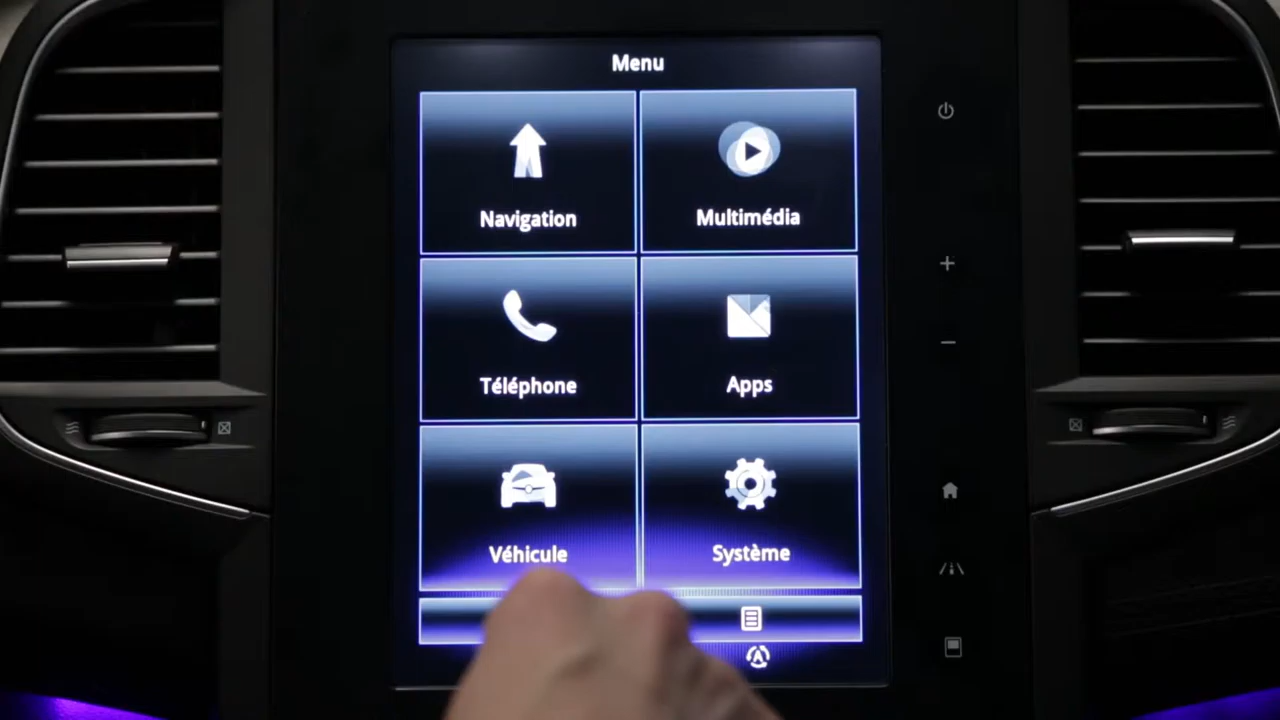 Menu
Navigation
Multimédia
Téléphone
Apps
Véhicule
Système